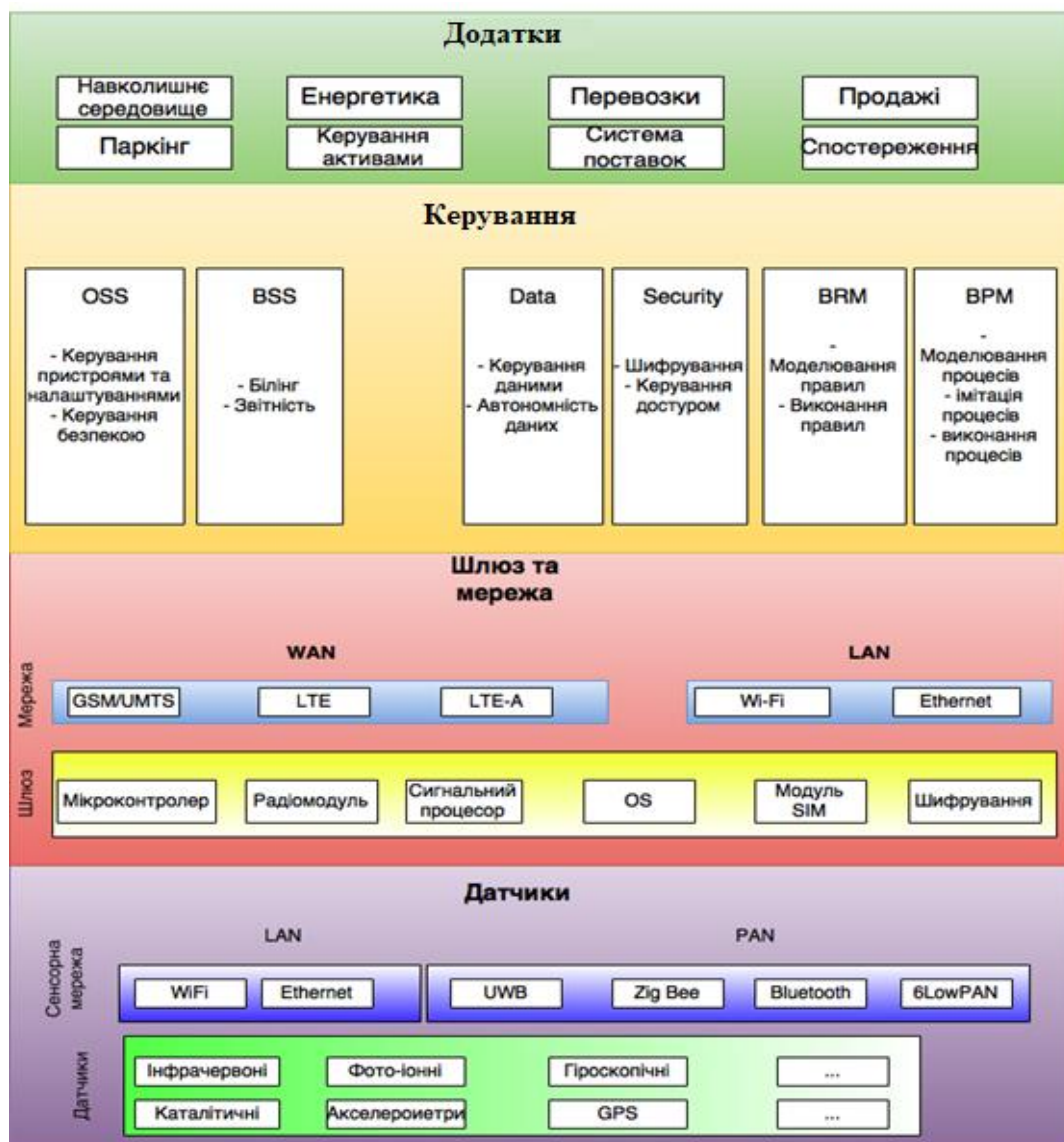 Додатки
Навколишнє
середовище
Енергетика
Перевозки
Продажі
Паркінг
Керування
активами
Система
поставок
Спостереження
Керування
OSS
- Керування
пристроями та
налаштуваннями
- Керування
безпекою
BSS
- Білінг
- Звітність
Data
- Керування
даними
- Автономність
даних
Security
- Шифрування
- Керування
достуром
BRM
-
Моделювання
правил
- Виконання
правил
BPM
-
Моделювання
процесів
- імітація
процесів
- виконання
процесів
Шлюз та
мережа
Мережа
WAN
LAN
GSM/UMTS
LTE
LTE-A
Wi-Fi
Ethernet
Шлюз
Мікроконтролер
Радіомодуль
Сигнальний
процесор
OS
Модуль
SIM
Шифрування
Датчики
Сенсорна
мережа
LAN
PAN
WiFi
Ethernet
UWB
Zig Bee
Bluetooth
6LowPAN
Датчики
Інфрачервоні
Фото-іонні
Гіроскопічні
...
Каталітичні
Акселероиетри
GPS
...